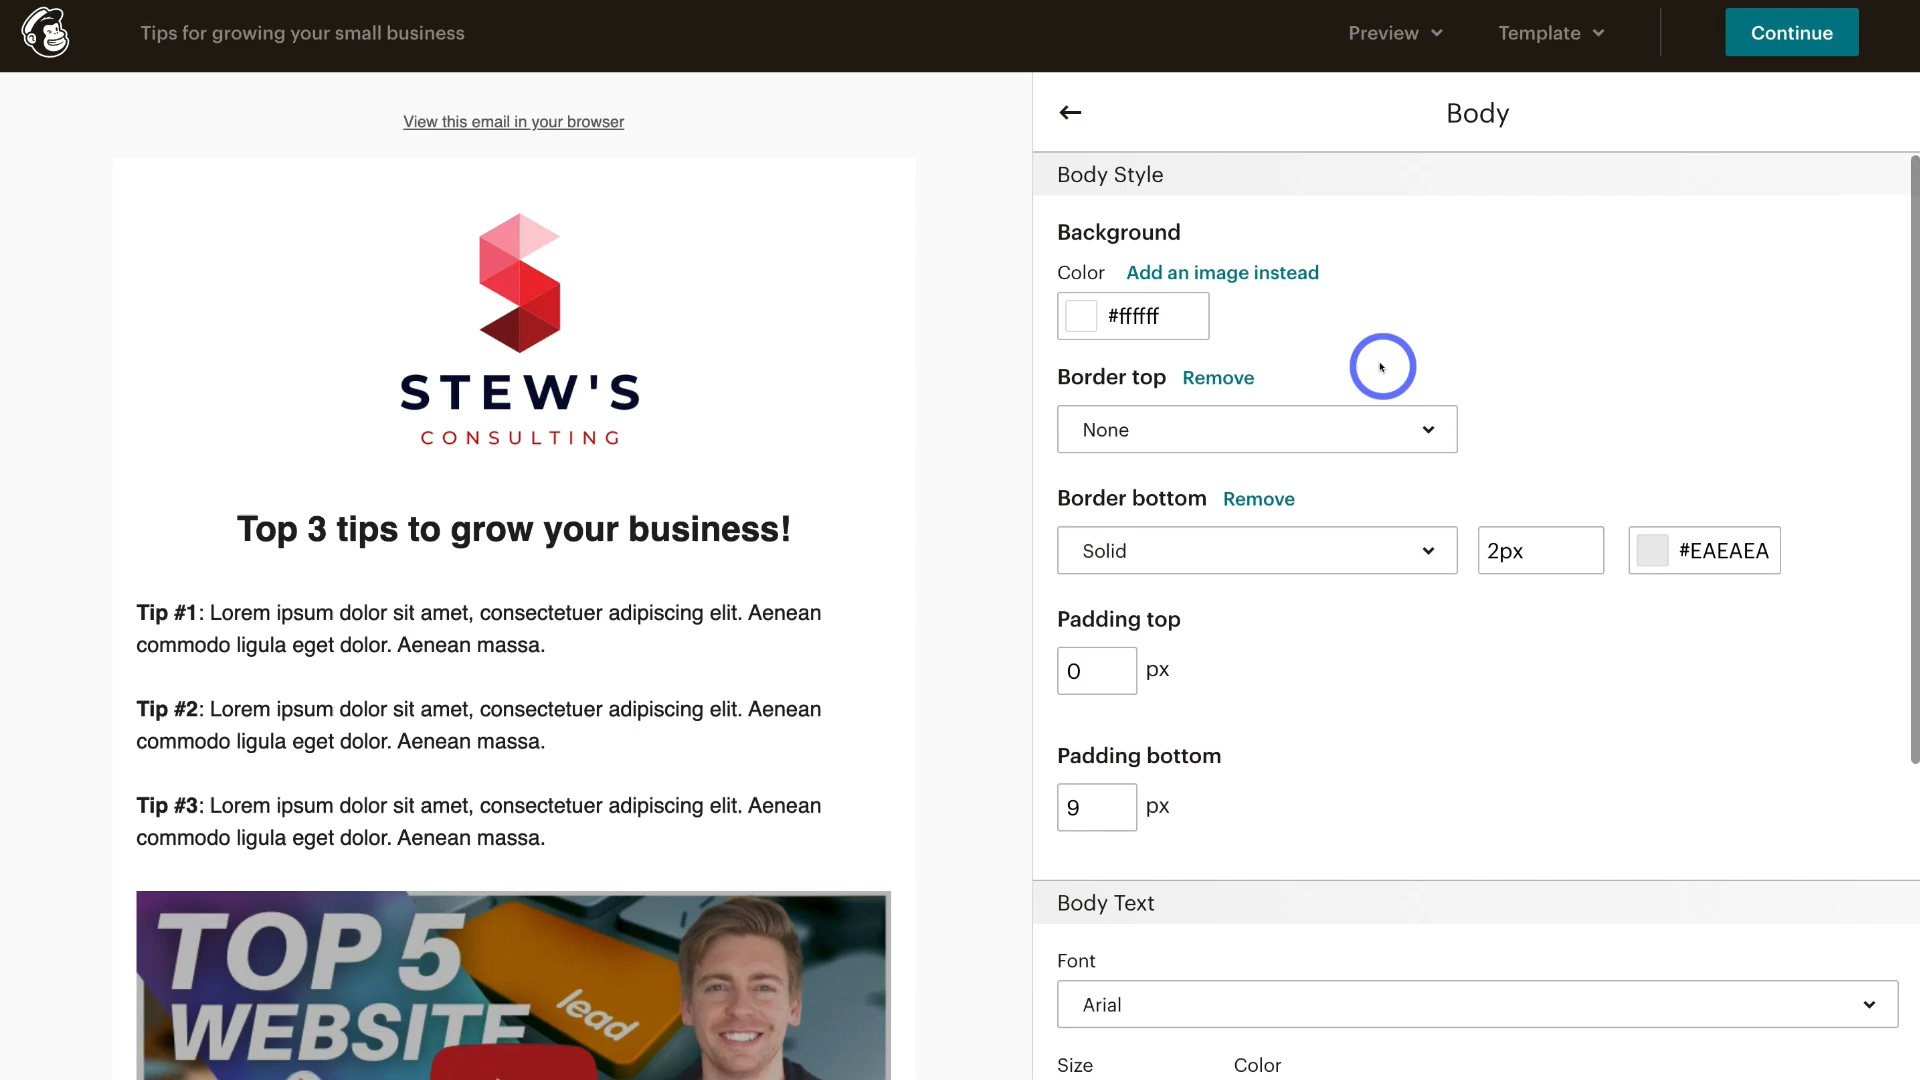 Tips for growing your small business
Preview
Template
Continue
View this email in your browser
STEW'S
CONSULTING
Top 3 tips to grow your business!
Tip #1: Lorem ipsum dolor sit amet, consectetuer adipiscing elit. Aenean
commodo ligula eget dolor. Aenean massa.
Tip #2: Lorem ipsum dolor sit amet, consectetuer adipiscing elit. Aenean
commodo ligula eget dolor. Aenean massa.
Tip #3: Lorem ipsum dolor sit amet, consectetuer adipiscing elit. Aenean
commodo ligula eget dolor. Aenean massa.
TOP 5
WEBSITE
lead
Body
Body Style
Background
Color Add an image instead
#ffffff
Border top Remove
None
Border bottom Remove
Solid 2px #EAEAEA
Padding top
0 px
Padding bottom
9 px
Body Text
Font
Arial
Size Color